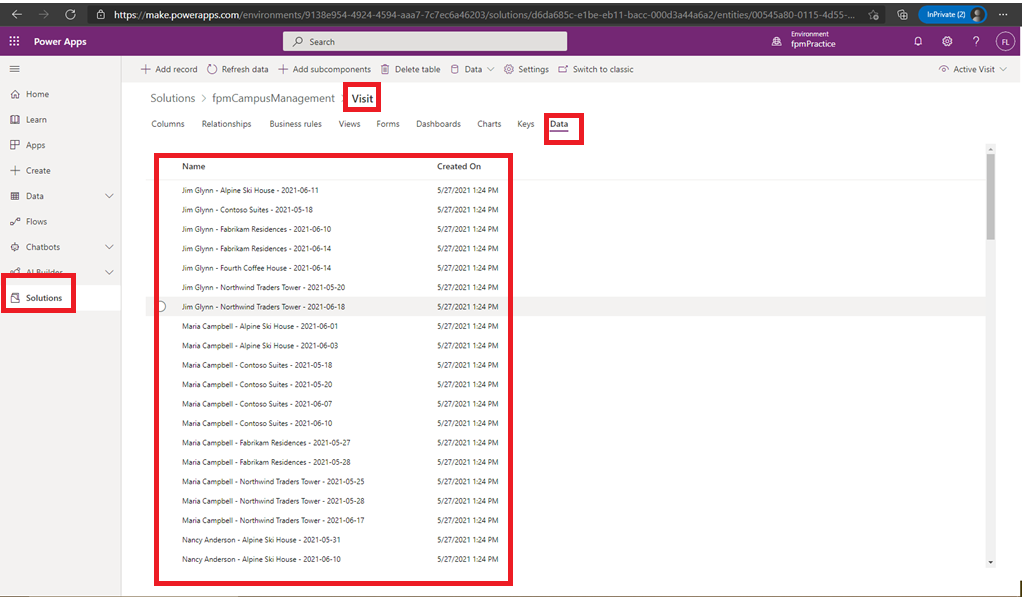 https://make.powerapps.com/environments/9138e954-4924-4594-aaa7-7c7ec6a46203/solutions/d6da685c-e1be-eb11-bacc-000d3a44a6a2/entities/00545a80-0115-4d55-...
InPrivate (2)
Power Apps
Search
Environment
fpmPractice
FL
Add record
Refresh data
Add subcomponents
Delete table
Data
Settings
Switch to classic
Active Visit
Home
Learn
Apps
Create
Data
Flows
Chatbots
AI Builder
Solutions
Solutions > fpmCampusManagement > Visit
Columns Relationships Business rules Views Forms Dashboards Charts Keys Data
Name Created On
Jim Glynn - Alpine Ski House - 2021-06-11 5/27/2021 1:24 PM
Jim Glynn - Contoso Suites - 2021-05-18 5/27/2021 1:24 PM
Jim Glynn - Fabrikam Residences - 2021-06-10 5/27/2021 1:24 PM
Jim Glynn - Fabrikam Residences - 2021-06-14 5/27/2021 1:24 PM
Jim Glynn - Fourth Coffee House - 2021-06-14 5/27/2021 1:24 PM
Jim Glynn - Northwind Traders Tower - 2021-05-20 5/27/2021 1:24 PM
Jim Glynn - Northwind Traders Tower - 2021-06-18 5/27/2021 1:24 PM
Maria Campbell - Alpine Ski House - 2021-06-01 5/27/2021 1:24 PM
Maria Campbell - Alpine Ski House - 2021-06-03 5/27/2021 1:24 PM
Maria Campbell - Contoso Suites - 2021-05-18 5/27/2021 1:24 PM
Maria Campbell - Contoso Suites - 2021-05-20 5/27/2021 1:24 PM
Maria Campbell - Contoso Suites - 2021-06-07 5/27/2021 1:24 PM
Maria Campbell - Contoso Suites - 2021-06-10 5/27/2021 1:24 PM
Maria Campbell - Fabrikam Residences - 2021-05-27 5/27/2021 1:24 PM
Maria Campbell - Fabrikam Residences - 2021-05-28 5/27/2021 1:24 PM
Maria Campbell - Northwind Traders Tower - 2021-05-25 5/27/2021 1:24 PM
Maria Campbell - Northwind Traders Tower - 2021-05-28 5/27/2021 1:24 PM
Maria Campbell - Northwind Traders Tower - 2021-06-17 5/27/2021 1:24 PM
Nancy Anderson - Alpine Ski House - 2021-05-31 5/27/2021 1:24 PM
Nancy Anderson - Alpine Ski House - 2021-06-10 5/27/2021 1:24 PM